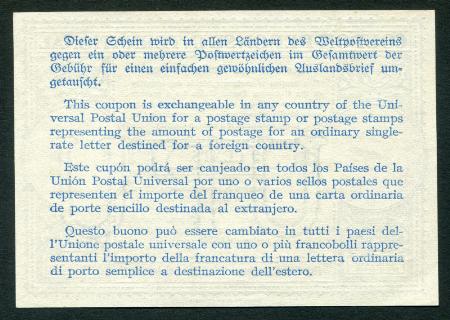 Dieser Schein wird in allen Ländern des Weltpostvereins
gegen ein oder mehrere Postwertzeichen im Gesamtwert der
Gebühr für einen einfachen gewöhnlichen Auslandsbrief um-
getauscht.
This coupon is exchangeable in any country of the Uni-
versal Postal Union for a postage stamp or postage stamps
representing the amount of postage for an ordinary single-
rate letter destined for a foreign country.
Este cupón podrá ser canjeado en todos los Países de la
Unión Postal Universal por uno o varios sellos postales que
representen el importe del franqueo de una carta ordinaria
de porte sencillo destinada al extranjero.
Questo buono può essere cambiato in tutti i paesi del-
l'Unione postale universale con uno o più francobolli rappre-
sentanti l'importo della francatura di una lettera ordinaria
di porto semplice a destinazione dell'estero.